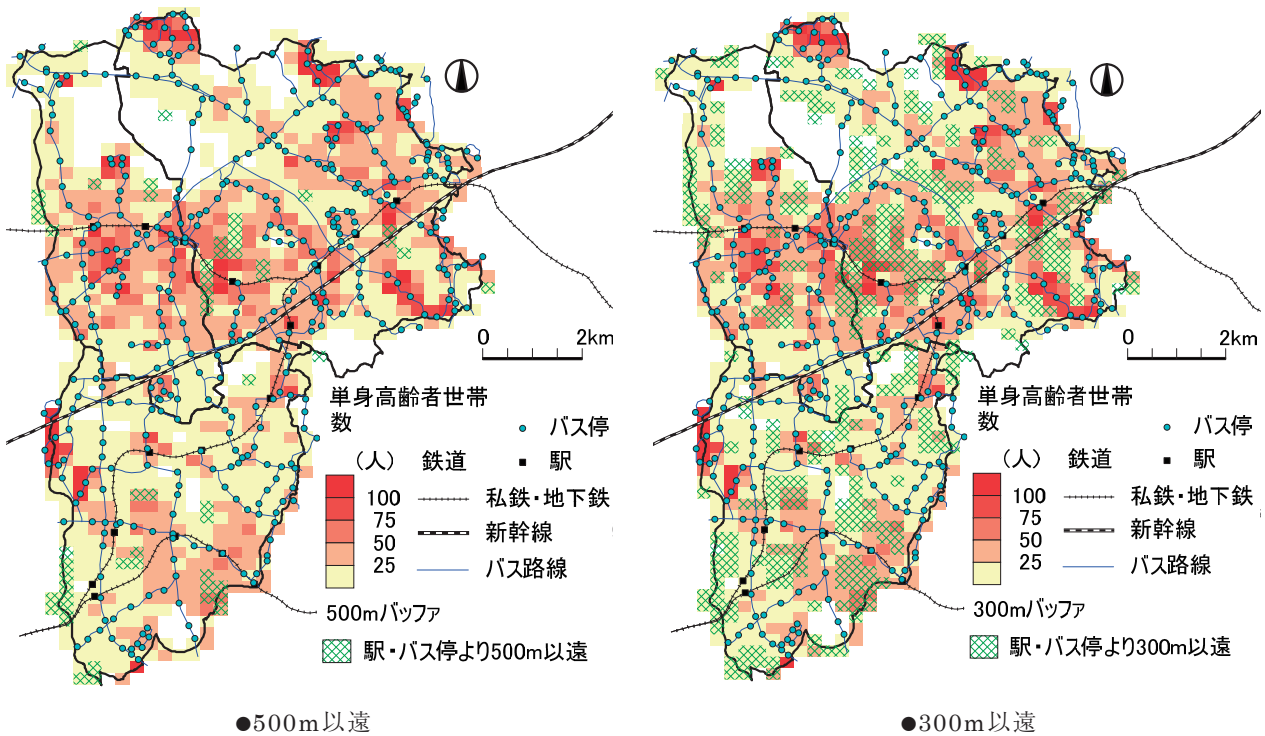 0 2km
単身高齢者世帯
数
バス停
(人) 鉄道
駅
100
75
50
25
私鉄・地下鉄
新幹線
バス路線
500mバッファ
駅・バス停より500m以遠
●500m以遠
0 2km
単身高齢者世帯
数
バス停
(人) 鉄道
駅
100
75
50
25
私鉄・地下鉄
新幹線
バス路線
300mバッファ
駅・バス停より300m以遠
●300m以遠